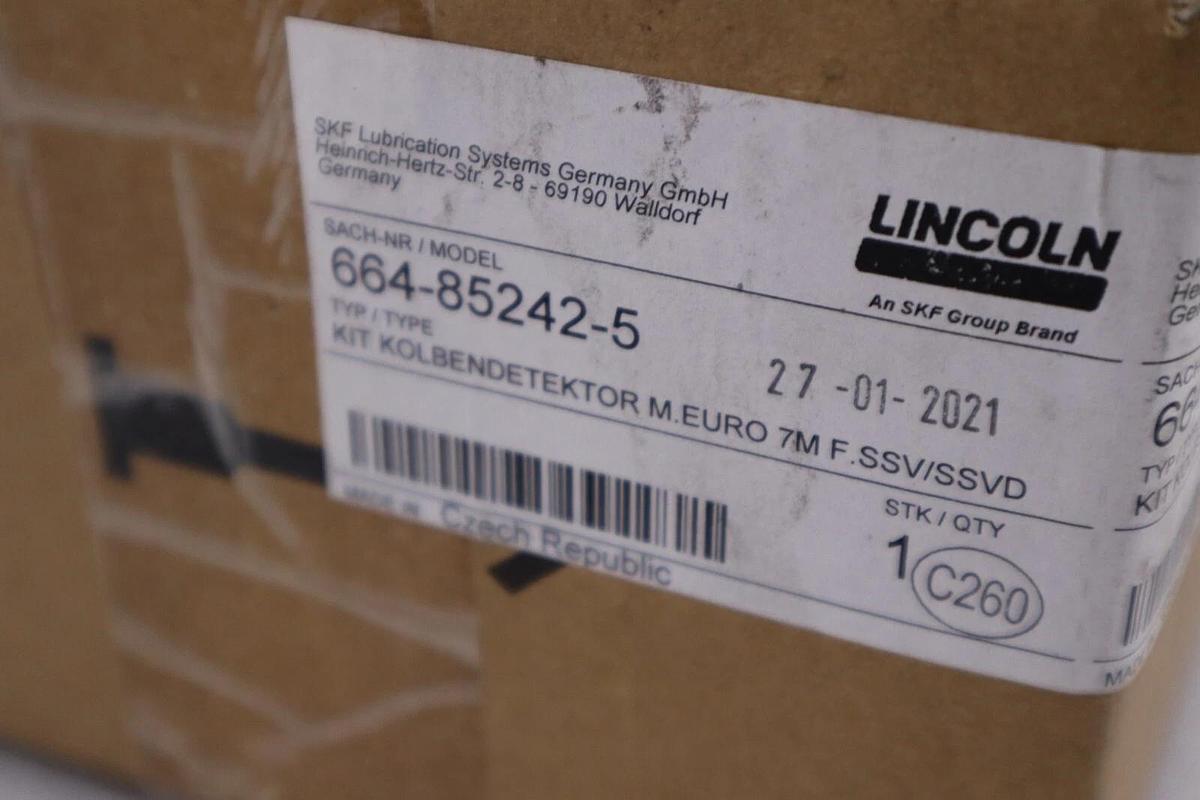 SKF Lubrication Systems Germany GmbH
Heinrich-Hertz-Str. 2-8 - 69190 Walldorf
Germany
LINCOLN
An SKF Group Brand
SACH-NR / MODEL
664-85242-5
TYP / TYPE
27-01-2021
KIT KOLBENDETEKTOR M.EURO 7M F.SSV/SSVD
STK / QTY
1 C260
MADE IN Czech Republic